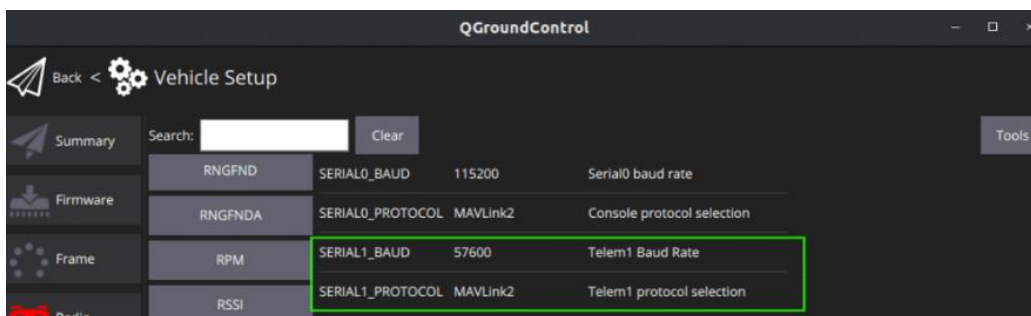 QGroundControl
Back < Vehicle Setup
Summary
Firmware
Frame
Radio
Search: Clear Tools
RNGFND
RNGFNDA
RPM
RSSI
SERIAL0_BAUD 115200 Serial0 baud rate
SERIAL0_PROTOCOL MAVLink2 Console protocol selection
SERIAL1_BAUD 57600 Telem1 Baud Rate
SERIAL1_PROTOCOL MAVLink2 Telem1 protocol selection